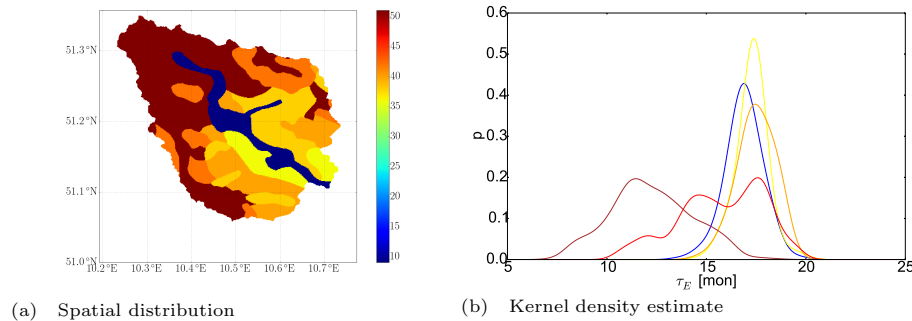 51.3°N
51.2°N
51.1°N
51.0°N
10.2°E 10.3°E 10.4°E 10.5°E 10.6°E 10.7°E
50
45
40
35
30
25
20
15
10
(a) Spatial distribution
0.6
0.5
0.4
0.3
0.2
0.1
0.0
p
5 10 15 20 25
τE [mon]
(b) Kernel density estimate